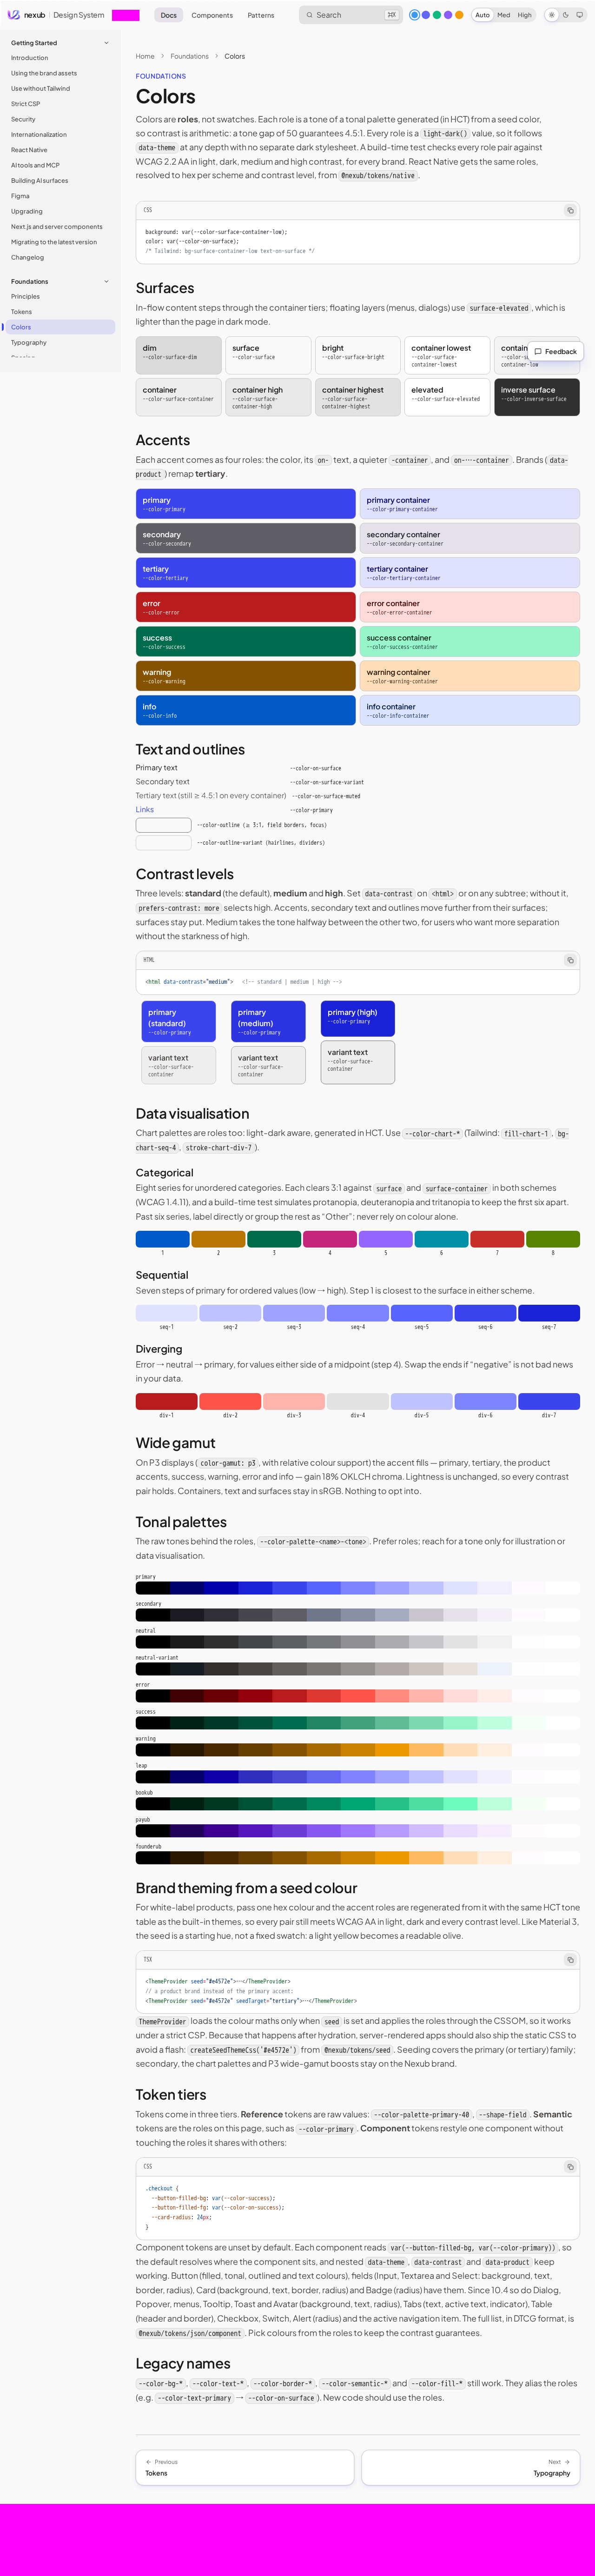 nexub Design System Docs Components Patterns Search ⌘K Auto Med High
Getting Started
Introduction
Using the brand assets
Use without Tailwind
Strict CSP
Security
Internationalization
React Native
AI tools and MCP
Building AI surfaces
Figma
Upgrading
Next.js and server components
Migrating to the latest version
Changelog
Foundations
Principles
Tokens
Colors
Typography
Home > Foundations > Colors
FOUNDATIONS
Colors
Colors are roles, not swatches. Each role is a tone of a tonal palette generated (in HCT) from a seed color,
so contrast is arithmetic: a tone gap of 50 guarantees 4.5:1. Every role is a light-dark() value, so it follows
data-theme at any depth with no separate dark stylesheet. A build-time test checks every role pair against
WCAG 2.2 AA in light, dark, medium and high contrast, for every brand. React Native gets the same roles,
resolved to hex per scheme and contrast level, from @nexub/tokens/native.
CSS
background: var(--color-surface-container-low);
color: var(--color-on-surface);
/* Tailwind: bg-surface-container-low text-on-surface */
Surfaces
In-flow content steps through the container tiers; floating layers (menus, dialogs) use surface-elevated, which is
lighter than the page in dark mode.
dim
--color-surface-dim
surface
--color-surface
bright
--color-surface-bright
container lowest
--color-surface-
container-lowest
container-low
Feedback
container
--color-surface-container
container high
--color-surface-
container-high
container highest
--color-surface-
container-highest
elevated
--color-surface-elevated
inverse surface
--color-inverse-surface
Accents
Each accent comes as four roles: the color, its on- text, a quieter -container, and on-…-container. Brands (data-
product) remap tertiary.
primary
--color-primary
primary container
--color-primary-container
secondary
--color-secondary
secondary container
--color-secondary-container
tertiary
--color-tertiary
tertiary container
--color-tertiary-container
error
--color-error
error container
--color-error-container
success
--color-success
success container
--color-success-container
warning
--color-warning
warning container
--color-warning-container
info
--color-info
info container
--color-info-container
Text and outlines
Primary text --color-on-surface
Secondary text --color-on-surface-variant
Tertiary text (still ≥ 4.5:1 on every container) --color-on-surface-muted
Links --color-primary
--color-outline (≥ 3:1, field borders, focus)
--color-outline-variant (hairlines, dividers)
Contrast levels
Three levels: standard (the default), medium and high. Set data-contrast on <html> or on any subtree; without it,
prefers-contrast: more selects high. Accents, secondary text and outlines move further from their surfaces;
surfaces stay put. Medium takes the tone halfway between the other two, for users who want more separation
without the starkness of high.
HTML
<html data-contrast="medium"> <!-- standard | medium | high -->
primary
(standard)
--color-primary
variant text
--color-surface-
container
primary
(medium)
--color-primary
variant text
--color-surface-
container
primary (high)
--color-primary
variant text
--color-surface-
container
Data visualisation
Chart palettes are roles too: light-dark aware, generated in HCT. Use --color-chart-* (Tailwind: fill-chart-1, bg-
chart-seq-4, stroke-chart-div-7).
Categorical
Eight series for unordered categories. Each clears 3:1 against surface and surface-container in both schemes
(WCAG 1.4.11), and a build-time test simulates protanopia, deuteranopia and tritanopia to keep the first six apart.
Past six series, label directly or group the rest as “Other”; never rely on colour alone.
1 2 3 4 5 6 7 8
Sequential
Seven steps of primary for ordered values (low → high). Step 1 is closest to the surface in either scheme.
seq-1 seq-2 seq-3 seq-4 seq-5 seq-6 seq-7
Diverging
Error → neutral → primary, for values either side of a midpoint (step 4). Swap the ends if “negative” is not bad news
in your data.
div-1 div-2 div-3 div-4 div-5 div-6 div-7
Wide gamut
On P3 displays (color-gamut: p3, with relative colour support) the accent fills — primary, tertiary, the product
accents, success, warning, error and info — gain 18% OKLCH chroma. Lightness is unchanged, so every contrast
pair holds. Containers, text and surfaces stay in sRGB. Nothing to opt into.
Tonal palettes
The raw tones behind the roles, --color-palette-<name>-<tone>. Prefer roles; reach for a tone only for illustration or
data visualisation.
primary
secondary
neutral
neutral-variant
error
success
warning
leap
bookub
payub
founderub
Brand theming from a seed colour
For white-label products, pass one hex colour and the accent roles are regenerated from it with the same HCT tone
table as the built-in themes, so every pair still meets WCAG AA in light, dark and every contrast level. Like Material 3,
the seed is a starting hue, not a fixed swatch: a light yellow becomes a readable olive.
TSX
<ThemeProvider seed="#e4572e">…</ThemeProvider>
// a product brand instead of the primary accent:
<ThemeProvider seed="#e4572e" seedTarget="tertiary">…</ThemeProvider>
ThemeProvider loads the colour maths only when seed is set and applies the roles through the CSSOM, so it works
under a strict CSP. Because that happens after hydration, server-rendered apps should also ship the static CSS to
avoid a flash: createSeedThemeCss('#e4572e') from @nexub/tokens/seed. Seeding covers the primary (or tertiary) family;
secondary, the chart palettes and P3 wide-gamut boosts stay on the Nexub brand.
Token tiers
Tokens come in three tiers. Reference tokens are raw values: --color-palette-primary-40, --shape-field. Semantic
tokens are the roles on this page, such as --color-primary. Component tokens restyle one component without
touching the roles it shares with others:
CSS
.checkout {
--button-filled-bg: var(--color-success);
--button-filled-fg: var(--color-on-success);
--card-radius: 24px;
}
Component tokens are unset by default. Each component reads var(--button-filled-bg, var(--color-primary)), so
the default resolves where the component sits, and nested data-theme, data-contrast and data-product keep
working. Button (filled, tonal, outlined and text colours), fields (Input, Textarea and Select: background, text,
border, radius), Card (background, text, border, radius) and Badge (radius) have them. Since 10.4 so do Dialog,
Popover, menus, Tooltip, Toast and Avatar (background, text, radius), Tabs (text, active text, indicator), Table
(header and border), Checkbox, Switch, Alert (radius) and the active navigation item. The full list, in DTCG format, is
@nexub/tokens/json/component. Pick colours from the roles to keep the contrast guarantees.
Legacy names
--color-bg-*, --color-text-*, --color-border-*, --color-semantic-* and --color-fill-* still work. They alias the roles
(e.g. --color-text-primary → --color-on-surface). New code should use the roles.
Previous
Tokens
Next
Typography